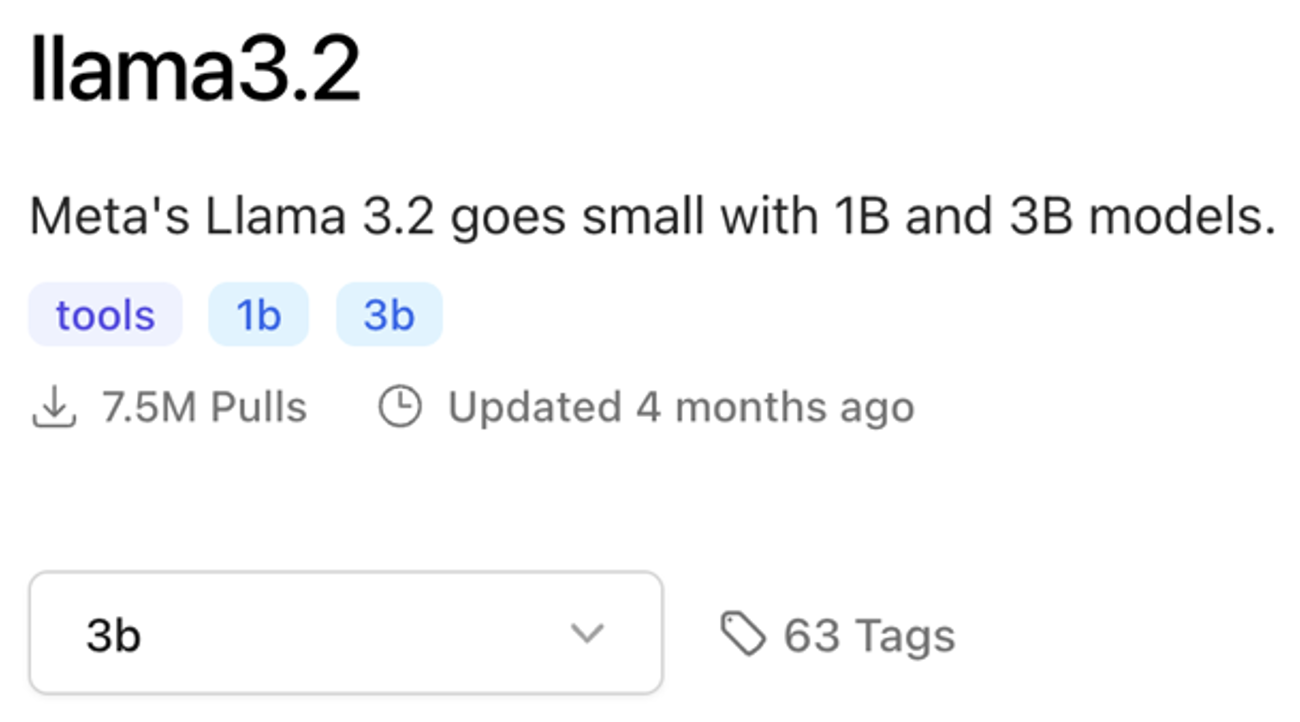 llama3.2
Meta's Llama 3.2 goes small with 1B and 3B models.
tools 1b 3b
7.5M Pulls Updated 4 months ago
3b 63 Tags